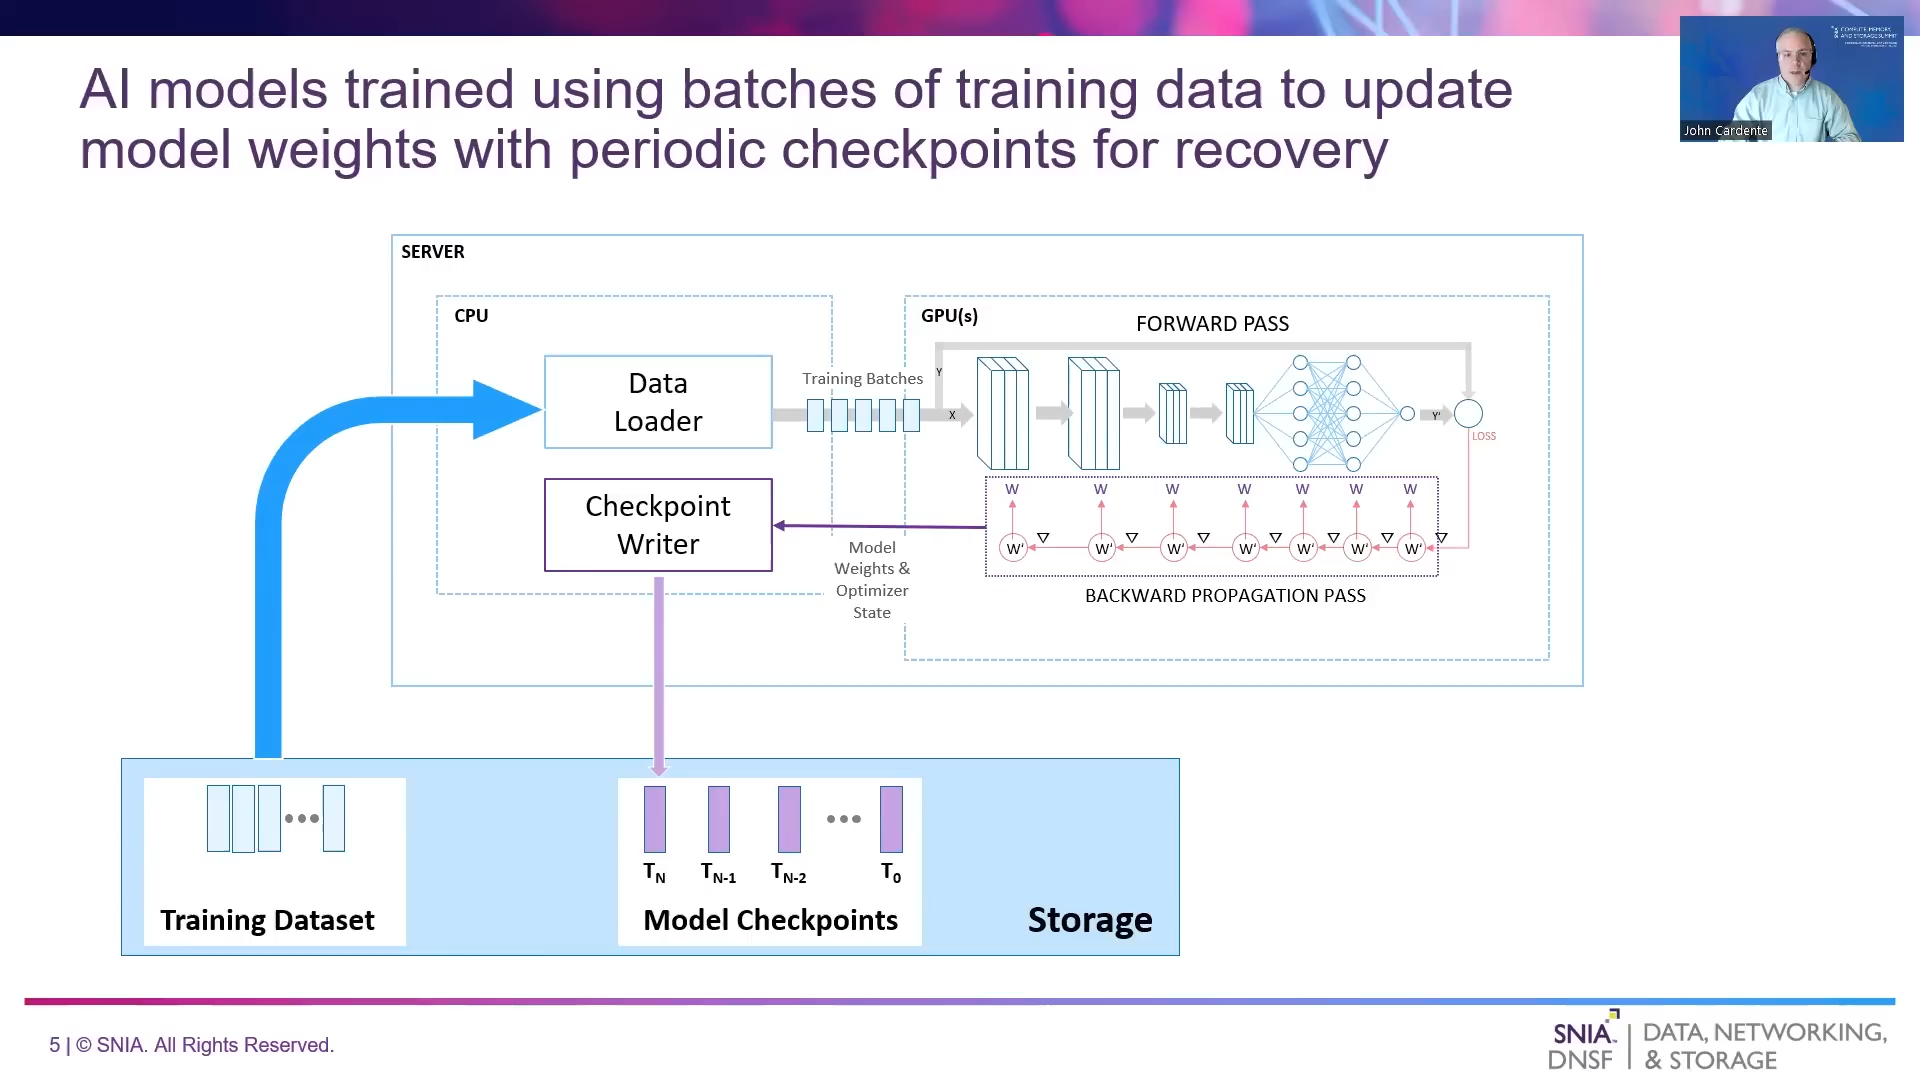 AI models trained using batches of training data to update
model weights with periodic checkpoints for recovery
John Cardente
SERVER
CPU
GPU(s)
FORWARD PASS
Data
Loader
Training Batches
Y
X
Y'
LOSS
Checkpoint
Writer
Model
Weights &
Optimizer
State
W W W W W W W
W' W' W' W' W' W' W'
▽ ▽ ▽ ▽ ▽ ▽ ▽
BACKWARD PROPAGATION PASS
TN TN-1 TN-2 ••• T0
Training Dataset
Model Checkpoints
Storage
5 | © SNIA. All Rights Reserved.
SNIA
DNSF
DATA, NETWORKING,
& STORAGE